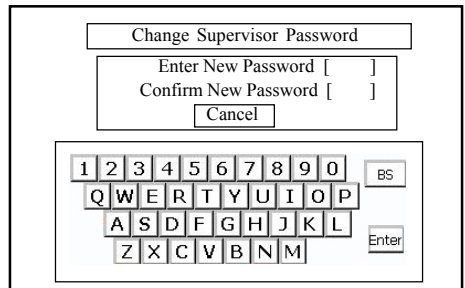 Change Supervisor Password
Enter New Password [ ]
Confirm New Password [ ]
Cancel
1 2 3 4 5 6 7 8 9 0 BS
Q W E R T Y U I O P
A S D F G H J K L
Z X C V B N M Enter